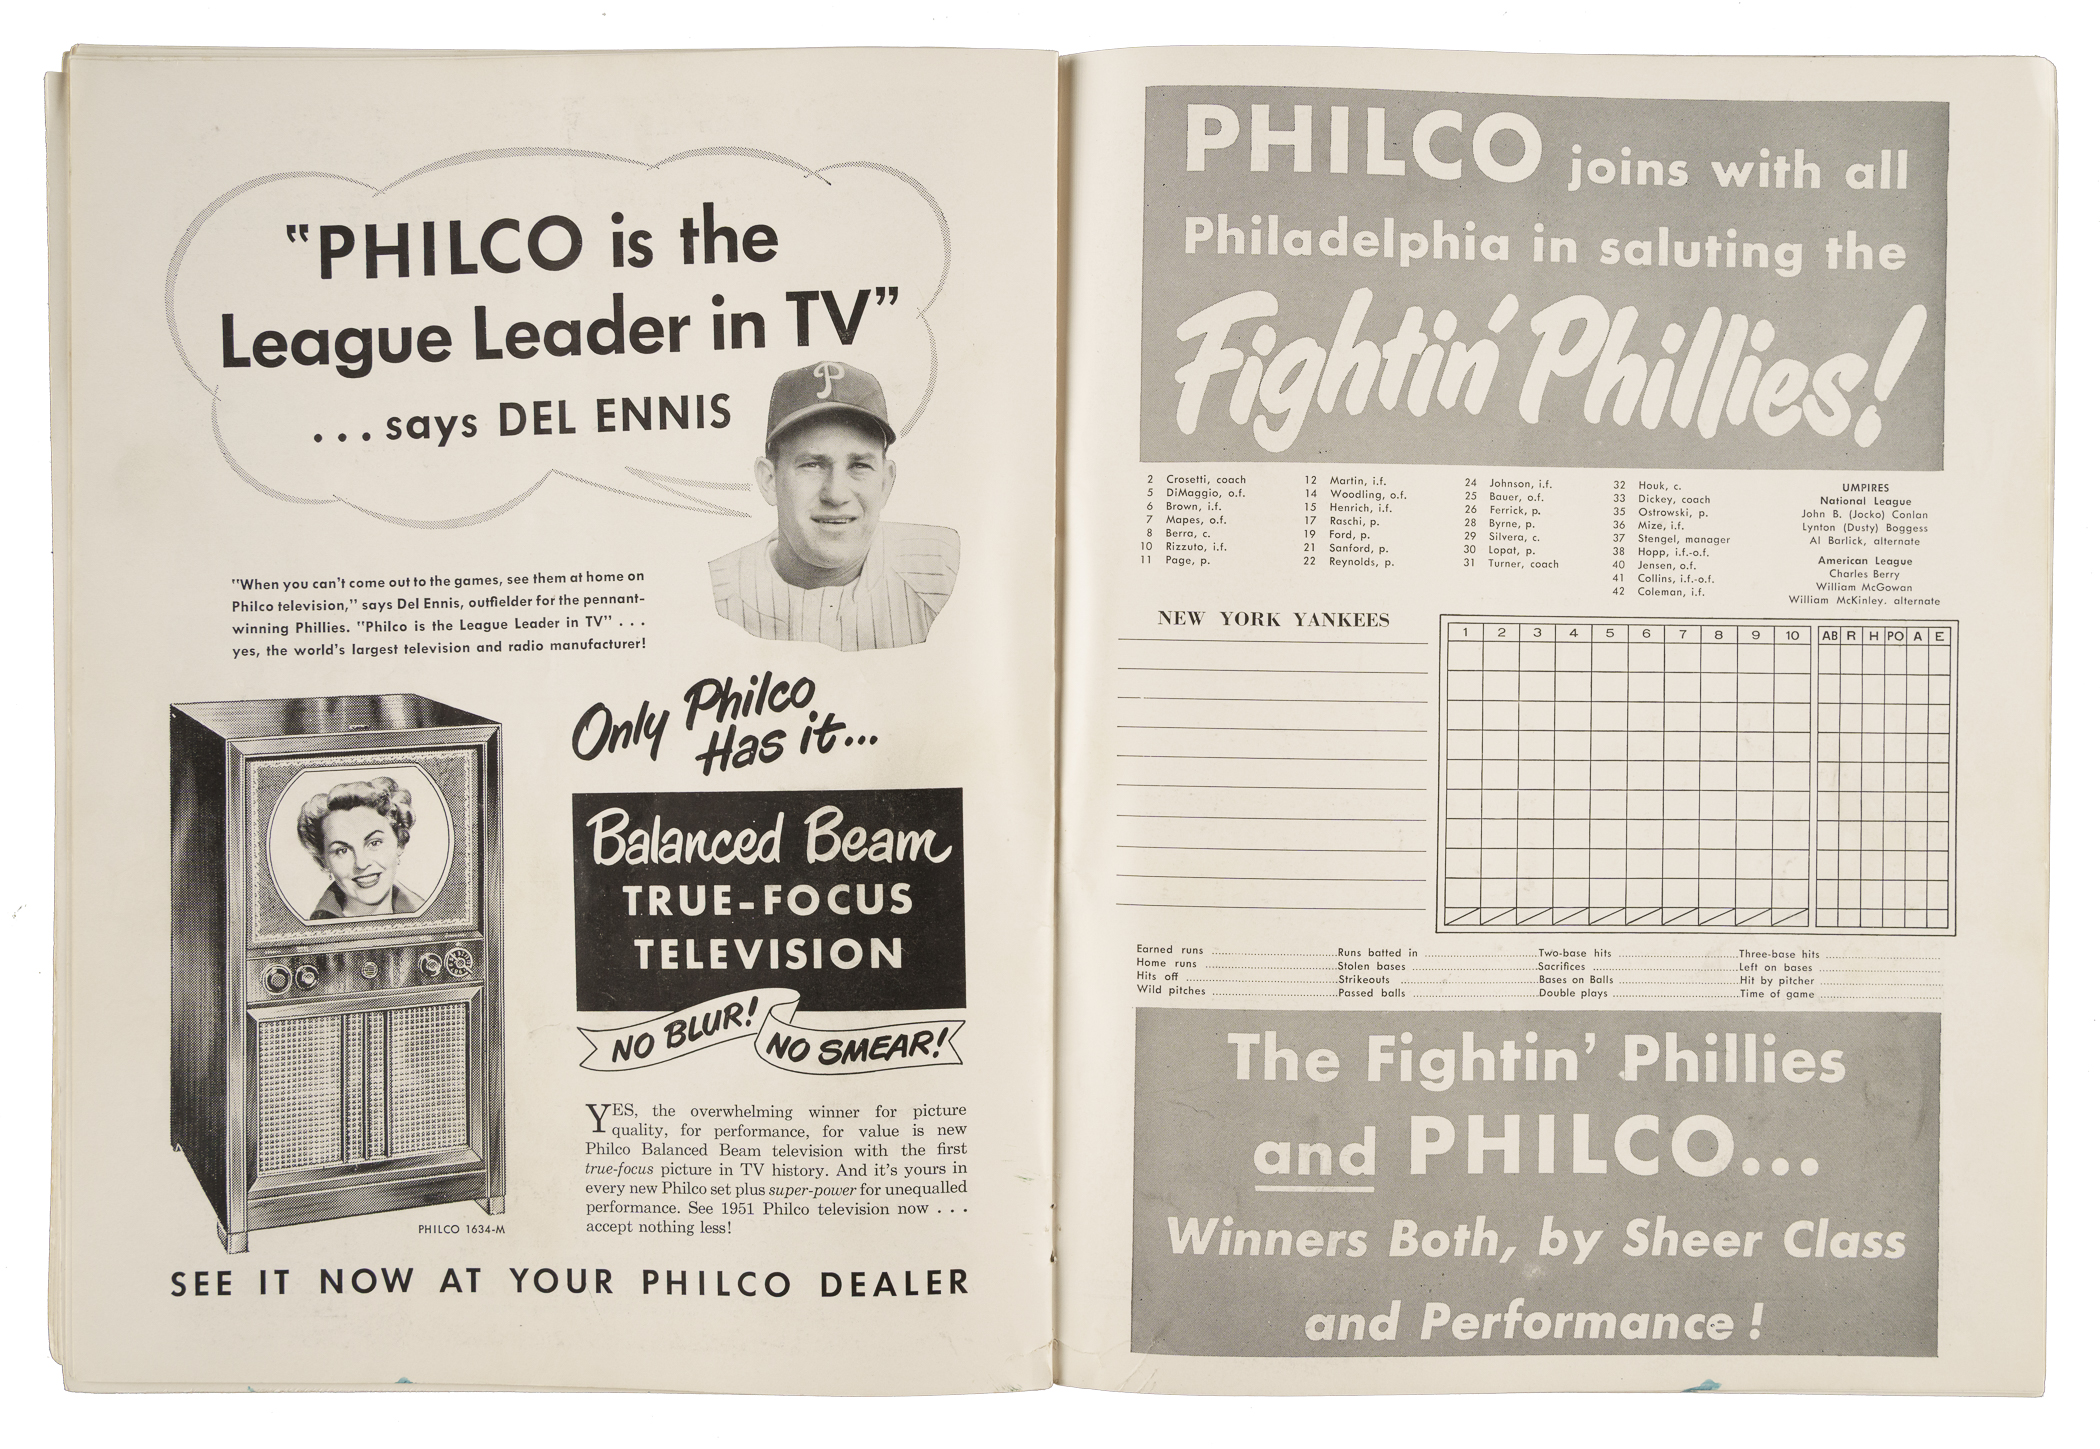 "PHILCO is the
League Leader in TV"
...says DEL ENNIS
P
"When you can't come out to the games, see them at home on
Philco television," says Del Ennis, outfielder for the pennant-
winning Phillies. "Philco is the League Leader in TV" . . .
yes, the world's largest television and radio manufacturer!
Only Philco
Has it...
Balanced Beam
TRUE-FOCUS
TELEVISION
NO BLUR! NO SMEAR!
YES, the overwhelming winner for picture
quality, for performance, for value is new
Philco Balanced Beam television with the first
true-focus picture in TV history. And it's yours in
every new Philco set plus super-power for unequalled
performance. See 1951 Philco television now . . .
accept nothing less!
PHILCO 1634-M
SEE IT NOW AT YOUR PHILCO DEALER
PHILCO joins with all
Philadelphia in saluting the
Fightin' Phillies!
2 Crosetti, coach
5 DiMaggio, o.f.
6 Brown, i.f.
7 Mapes, o.f.
8 Berra, c.
10 Rizzuto, i.f.
11 Page, p.
12 Martin, i.f.
14 Woodling, o.f.
15 Henrich, i.f.
17 Raschi, p.
19 Ford, p.
21 Sanford, p.
22 Reynolds, p.
24 Johnson, i.f.
25 Bauer, o.f.
26 Ferrick, p.
28 Byrne, p.
29 Silvera, c.
30 Lopat, p.
31 Turner, coach
32 Houk, c.
33 Dickey, coach
35 Ostrowski, p.
36 Mize, i.f.
37 Stengel, manager
38 Hopp, i.f.-o.f.
40 Jensen, o.f.
41 Collins, i.f.-o.f.
42 Coleman, i.f.
UMPIRES
National League
John B. (Jocko) Conlan
Lynton (Dusty) Boggess
Al Barlick, alternate
American League
Charles Berry
William McGowan
William McKinley. alternate
NEW YORK YANKEES
1 2 3 4 5 6 7 8 9 10 AB R H PO A E
Earned runs Runs batted in Two-base hits Three-base hits
Home runs Stolen bases Sacrifices Left on bases
Hits off Strikeouts Bases on Balls Hit by pitcher
Wild pitches Passed balls Double plays Time of game
The Fightin' Phillies
and PHILCO...
Winners Both, by Sheer Class
and Performance!